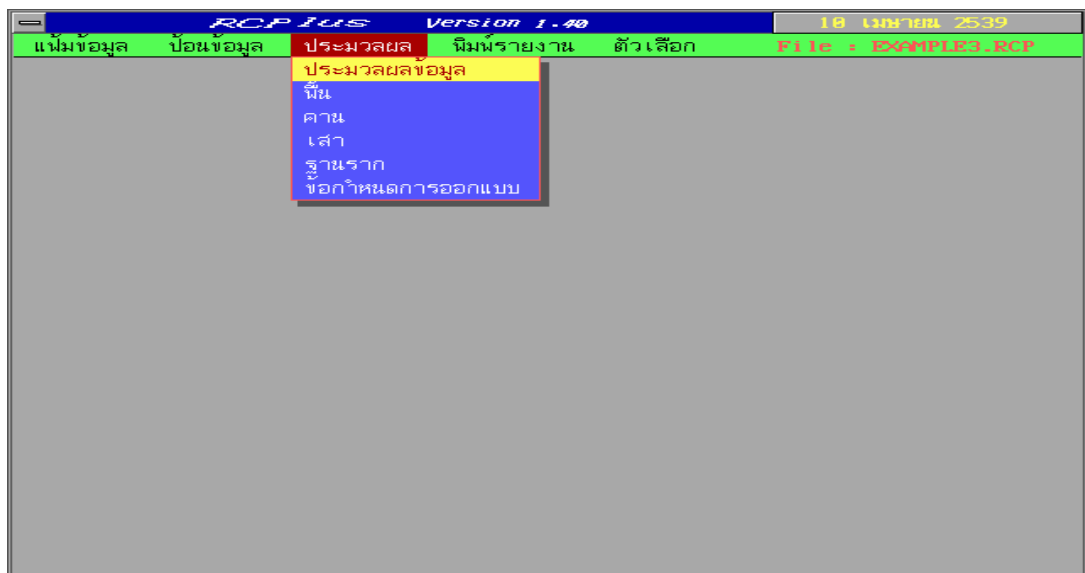 RCPlus Version 1.40 10 เมษายน 2539
แฟ้มข้อมูล ป้อนข้อมูล ประมวลผล พิมพ์รายงาน ตัวเลือก File : EXAMPLE3.RCP
ประมวลผลข้อมูล
พื้น
คาน
เสา
ฐานราก
ข้อกำหนดการออกแบบ